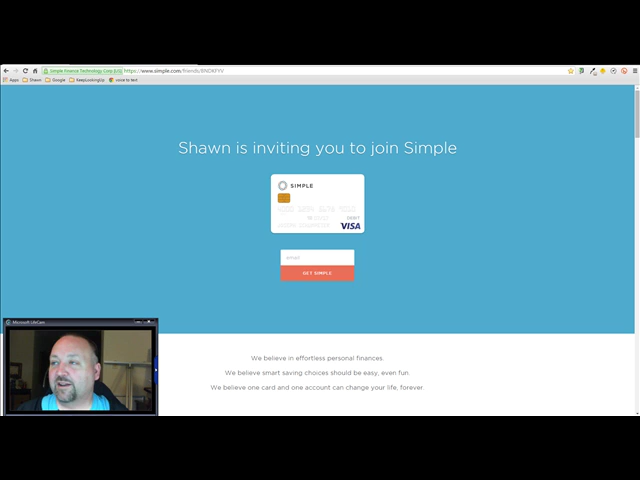 Simple Finance Technology Corp [US]
https://www.simple.com/friends/
Apps
Shawn
Google
KeepLookingUp
voice to text
Shawn is inviting you to join Simple
SIMPLE
DEBIT
VISA
email
GET SIMPLE
Microsoft LifeCam
We believe in effortless personal finances.
We believe smart saving choices should be easy, even fun.
We believe one card and one account can change your life, forever.